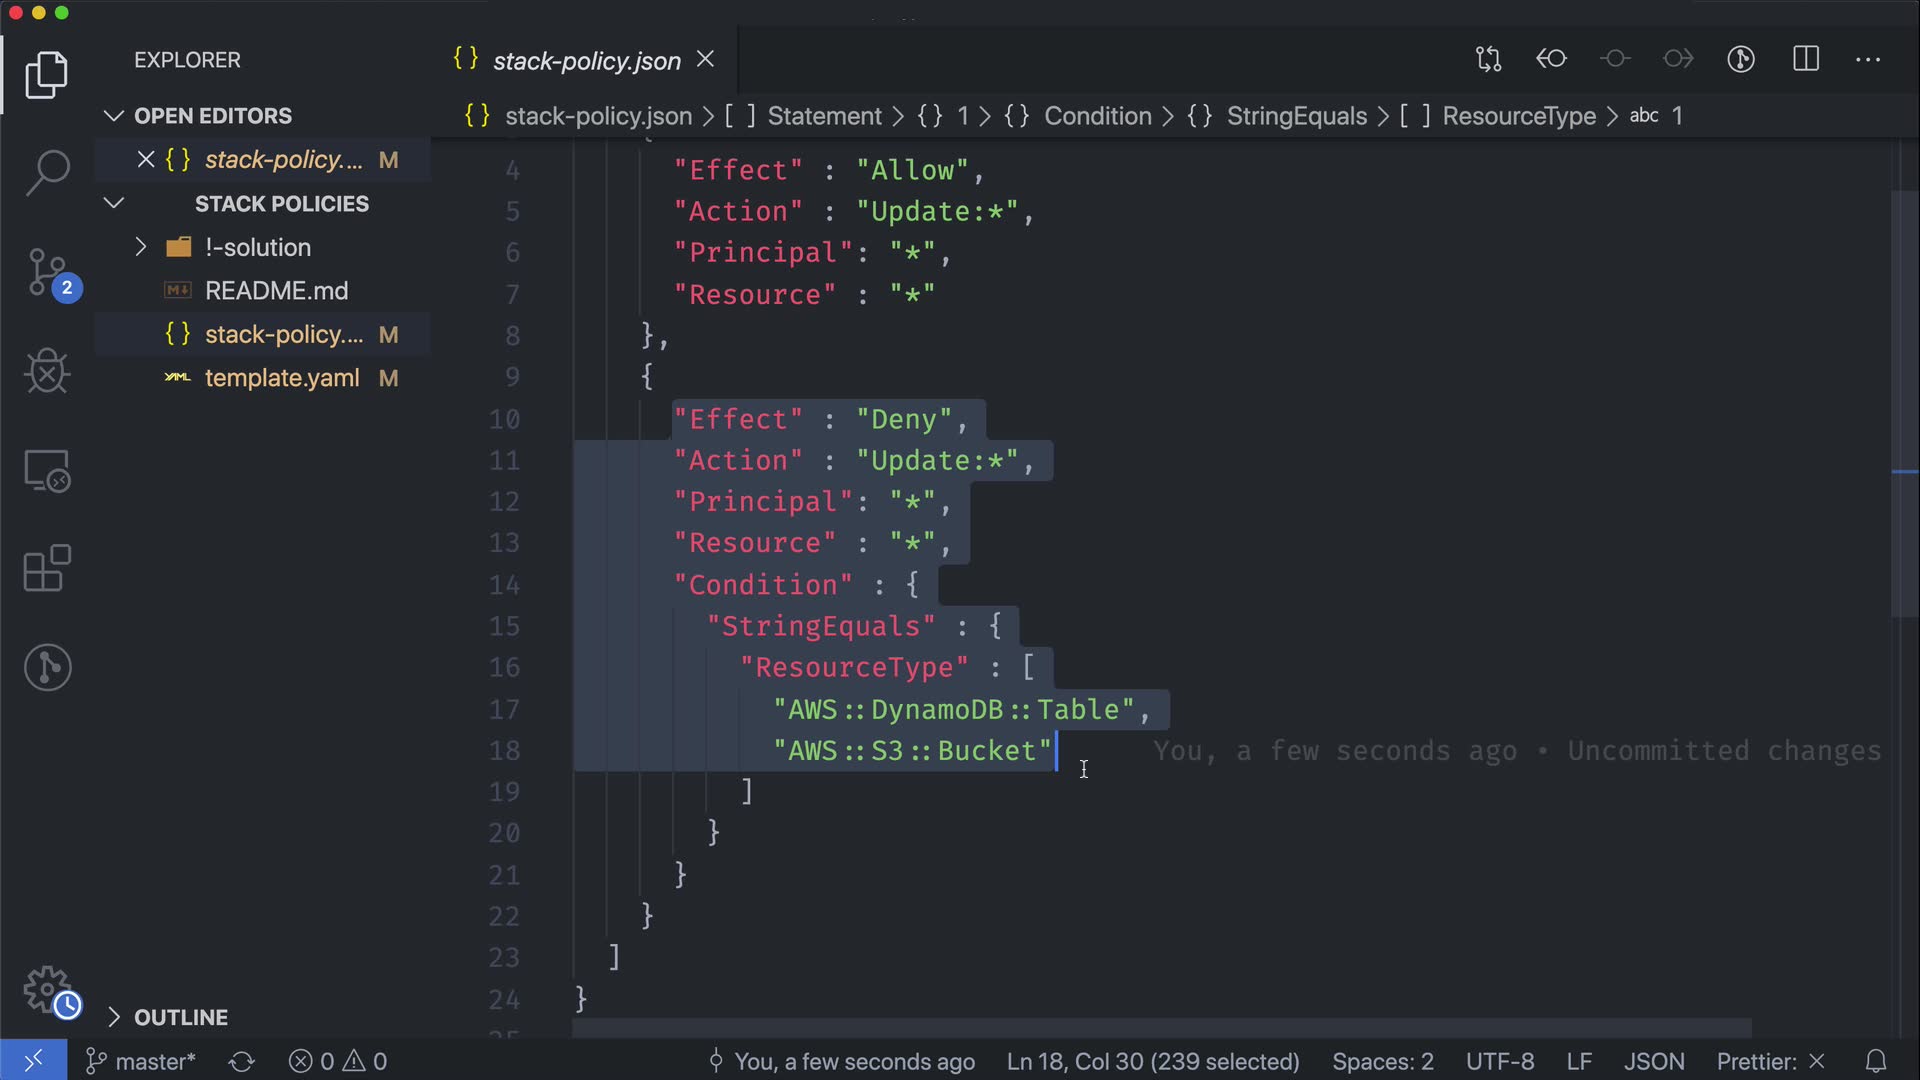 EXPLORER
OPEN EDITORS
stack-policy.... M
STACK POLICIES
!-solution
README.md
stack-policy.... M
template.yaml M
OUTLINE
2
stack-policy.json
stack-policy.json > [ ] Statement > {} 1 > {} Condition > {} StringEquals > [ ] ResourceType > abc 1
4 "Effect" : "Allow",
5 "Action" : "Update:*",
6 "Principal": "*",
7 "Resource" : "*"
8 },
9 {
10 "Effect" : "Deny",
11 "Action" : "Update:*",
12 "Principal": "*",
13 "Resource" : "*",
14 "Condition" : {
15 "StringEquals" : {
16 "ResourceType" : [
17 "AWS::DynamoDB::Table",
18 "AWS::S3::Bucket" You, a few seconds ago • Uncommitted changes
19 ]
20 }
21 }
22 }
23 ]
24 }
master* 0 0 You, a few seconds ago Ln 18, Col 30 (239 selected) Spaces: 2 UTF-8 LF JSON Prettier: ×